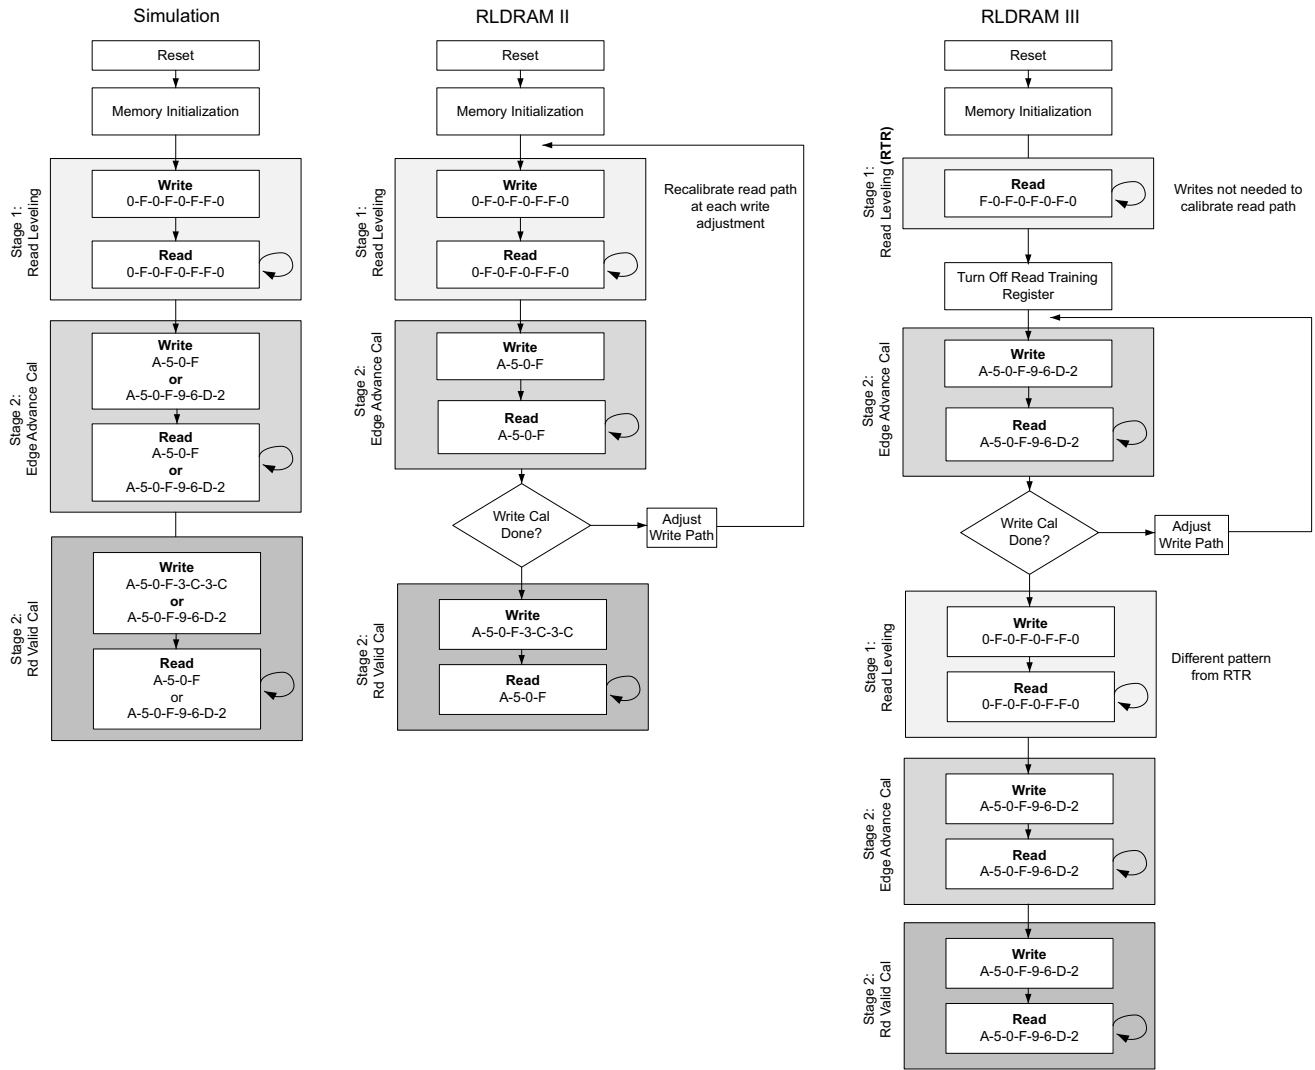 Simulation
Reset
Memory Initialization
Stage 1:
Read Leveling
Write
0-F-0-F-0-F-F-0
Read
0-F-0-F-0-F-F-0
Stage 2:
Edge Advance Cal
Write
A-5-0-F
or
A-5-0-F-9-6-D-2
Read
A-5-0-F
or
A-5-0-F-9-6-D-2
Stage 2:
Rd Valid Cal
Write
A-5-0-F-3-C-3-C
or
A-5-0-F-9-6-D-2
Read
A-5-0-F
or
A-5-0-F-9-6-D-2
RLDRAM II
Reset
Memory Initialization
Stage 1:
Read Leveling
Write
0-F-0-F-0-F-F-0
Read
0-F-0-F-0-F-F-0
Recalibrate read path
at each write
adjustment
Stage 2:
Edge Advance Cal
Write
A-5-0-F
Read
A-5-0-F
Write Cal
Done?
Adjust
Write Path
Stage 2:
Rd Valid Cal
Write
A-5-0-F-3-C-3-C
Read
A-5-0-F
RLDRAM III
Reset
Memory Initialization
Stage 1:
Read Leveling (RTR)
Read
F-0-F-0-F-0-F-0
Writes not needed to
calibrate read path
Turn Off Read Training
Register
Stage 2:
Edge Advance Cal
Write
A-5-0-F-9-6-D-2
Read
A-5-0-F-9-6-D-2
Write Cal
Done?
Adjust
Write Path
Stage 1:
Read Leveling
Write
0-F-0-F-0-F-F-0
Read
0-F-0-F-0-F-F-0
Different pattern
from RTR
Stage 2:
Edge Advance Cal
Write
A-5-0-F-9-6-D-2
Read
A-5-0-F-9-6-D-2
Stage 2:
Rd Valid Cal
Write
A-5-0-F-9-6-D-2
Read
A-5-0-F-9-6-D-2